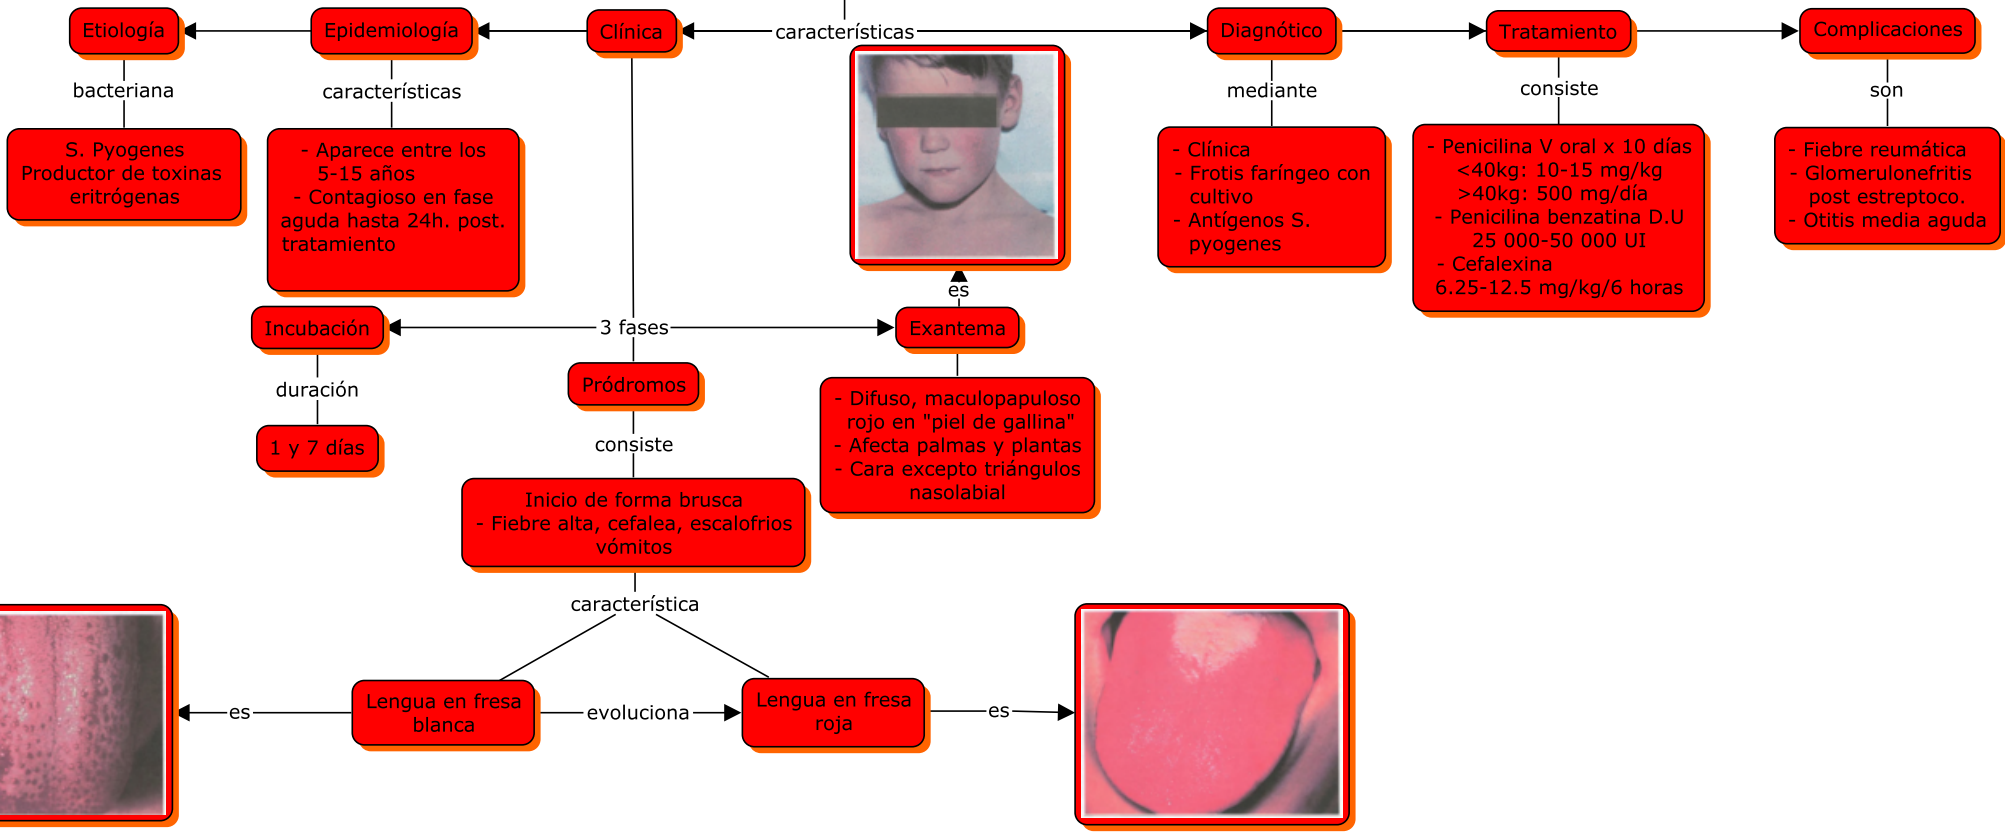 Etiología
Epidemiología
Clínica
características
Diagnótico
Tratamiento
Complicaciones
bacteriana
características
mediante
consiste
son
S. Pyogenes
Productor de toxinas
eritrógenas
- Aparece entre los
5-15 años
- Contagioso en fase
aguda hasta 24h. post.
tratamiento
- Clínica
- Frotis faríngeo con
cultivo
- Antígenos S.
pyogenes
- Penicilina V oral x 10 días
<40kg: 10-15 mg/kg
>40kg: 500 mg/día
- Penicilina benzatina D.U
25 000-50 000 UI
- Cefalexina
6.25-12.5 mg/kg/6 horas
- Fiebre reumática
- Glomerulonefritis
post estreptoco.
- Otitis media aguda
es
Incubación
3 fases
Exantema
duración
Pródromos
1 y 7 días
consiste
- Difuso, maculopapuloso
rojo en "piel de gallina"
- Afecta palmas y plantas
- Cara excepto triángulos
nasolabial
Inicio de forma brusca
- Fiebre alta, cefalea, escalofrios
vómitos
característica
es
Lengua en fresa
blanca
evoluciona
Lengua en fresa
roja
es